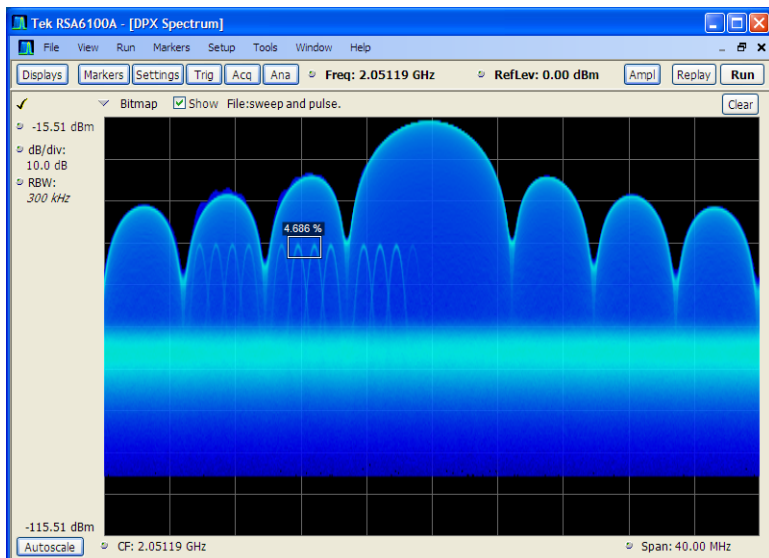 Tek RSA6100A - [DPX Spectrum]
File View Run Markers Setup Tools Window Help
Displays Markers Settings Trig Acq Ana Freq: 2.05119 GHz RefLev: 0.00 dBm Ampl Replay Run
Bitmap Show File:sweep and pulse. Clear
-15.51 dBm
dB/div:
10.0 dB
RBW:
300 kHz
4.686 %
-115.51 dBm
Autoscale CF: 2.05119 GHz Span: 40.00 MHz